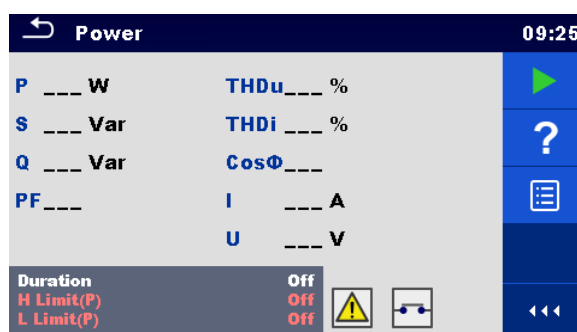 Power 09:25
P ___ W THDu___ %
S ___ Var THDi ___ %
Q ___ Var CosΦ___
PF___ I ___ A
U ___ V
Duration Off
H Limit(P) Off
L Limit(P) Off